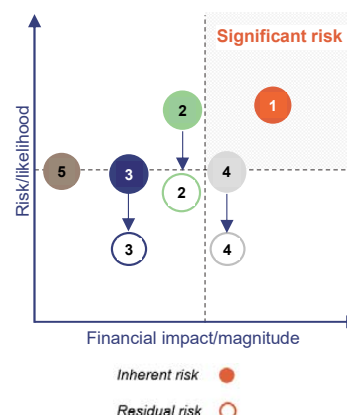 Significant risk
1
2
5
3
4
2
3
4
Risk/likelihood
Financial impact/magnitude
Inherent risk
Residual risk